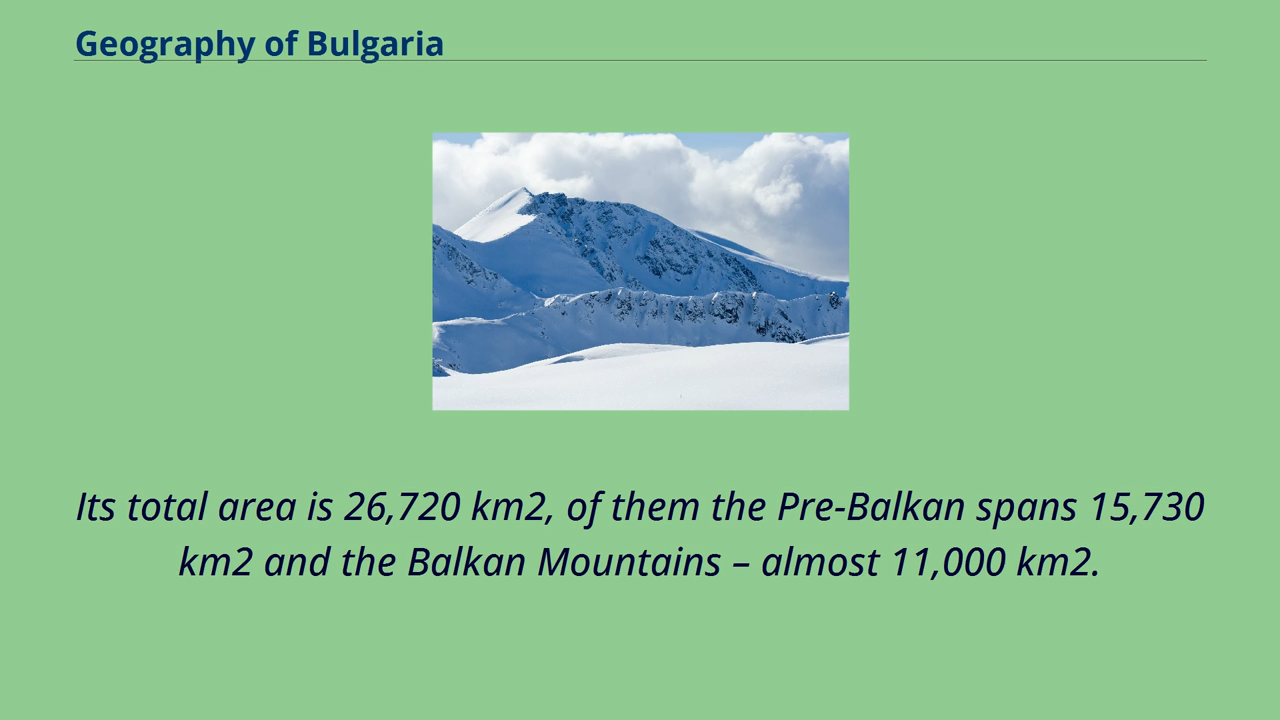 Geography of Bulgaria
Its total area is 26,720 km2, of them the Pre-Balkan spans 15,730
km2 and the Balkan Mountains – almost 11,000 km2.